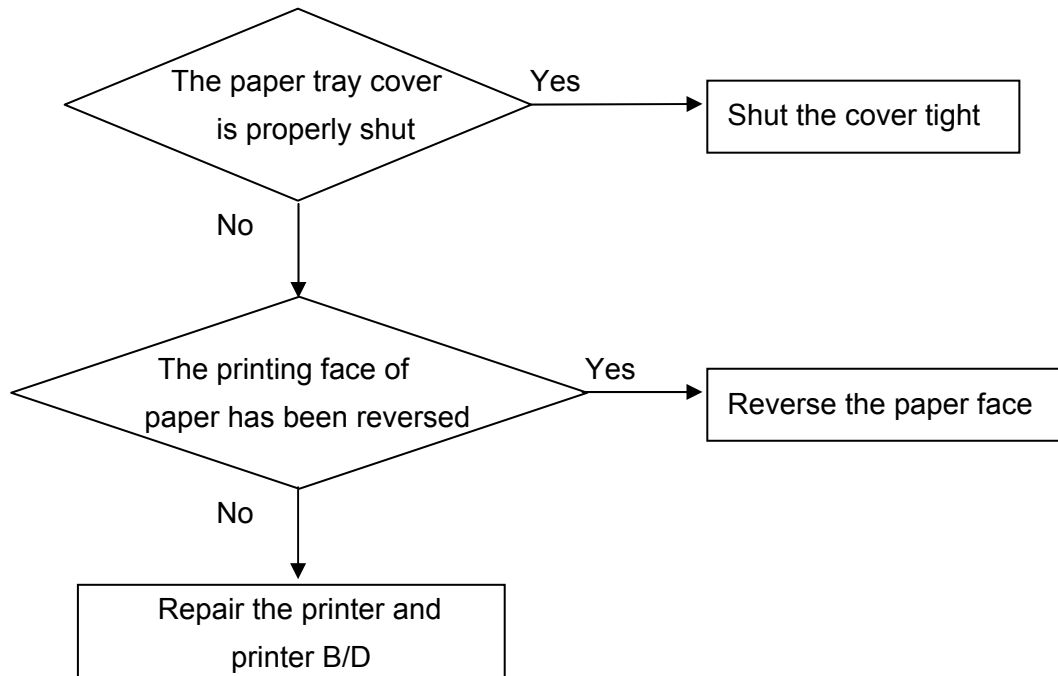 The paper tray cover
is properly shut
Yes
Shut the cover tight
No
The printing face of
paper has been reversed
Yes
Reverse the paper face
No
Repair the printer and
printer B/D